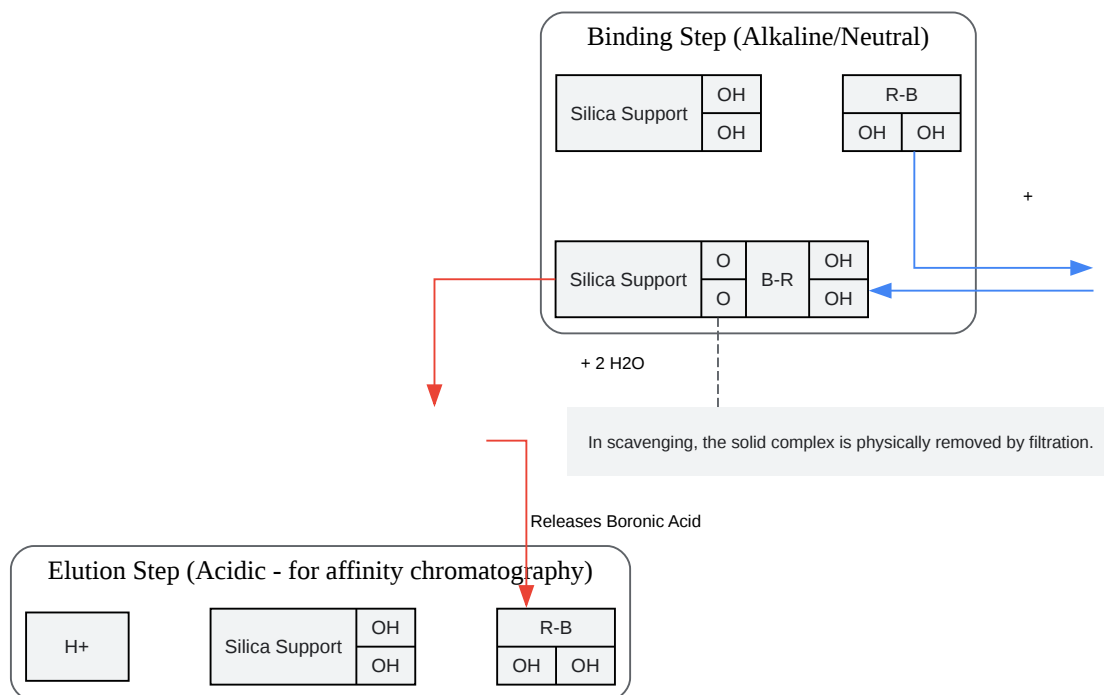 Binding Step (Alkaline/Neutral)
Silica Support
OH
OH
R-B
OH
OH
+
Silica Support
O
O
B-R
OH
OH
+ 2 H2O
In scavenging, the solid complex is physically removed by filtration.
Releases Boronic Acid
Elution Step (Acidic - for affinity chromatography)
H+
Silica Support
OH
OH
R-B
OH
OH